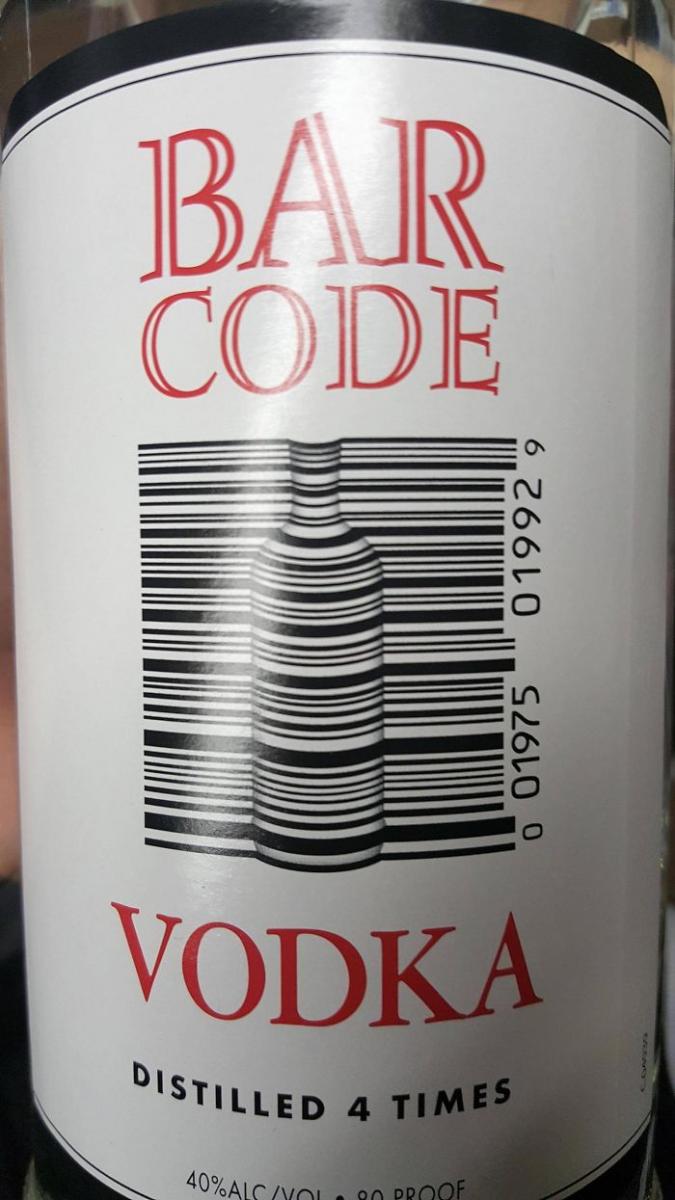 BAR
CODE
0 01975 01992 9
VODKA
DISTILLED 4 TIMES
40%ALC/VOL • 80 PROOF